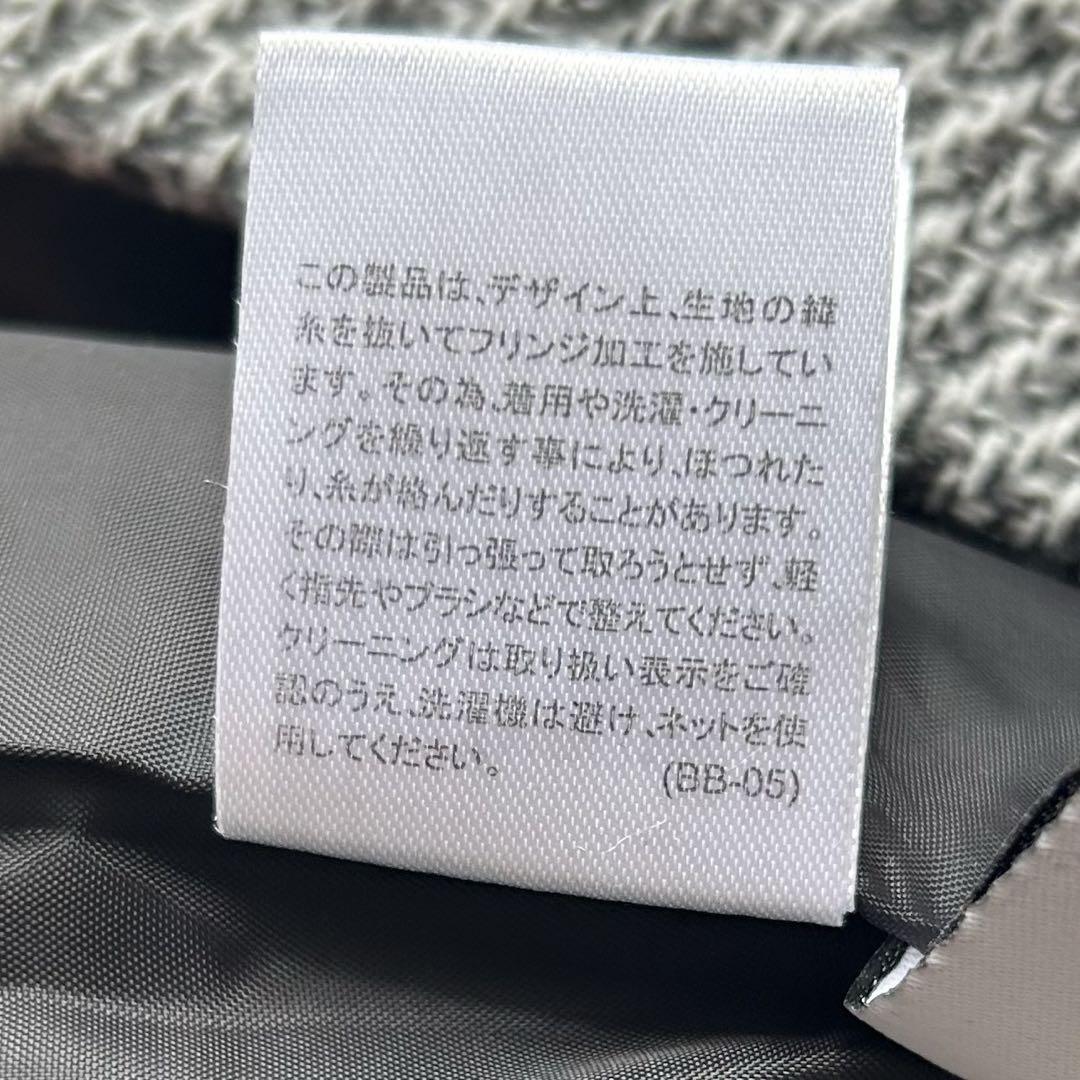 この製品は、デザイン上、生地の緯
糸を抜いてフリンジ加工を施してい
ます。その為、着用や洗濯・クリーニ
ングを繰り返す事により、ほつれた
り、糸が絡んだりすることがあります。
その際は引っ張って取ろうとせず、軽
く指先やブラシなどで整えてください。
クリーニングは取り扱い表示をご確
認のうえ、洗濯機は避け、ネットを使
用してください。
(BB-05)